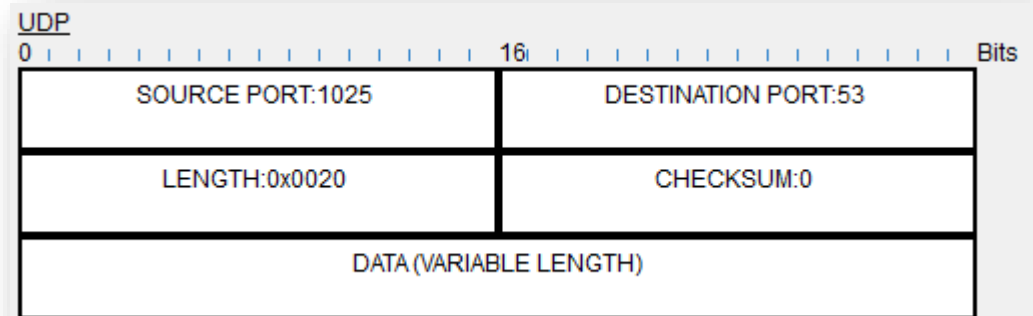 UDP
0 16 Bits
SOURCE PORT:1025 DESTINATION PORT:53
LENGTH:0x0020 CHECKSUM:0
DATA (VARIABLE LENGTH)